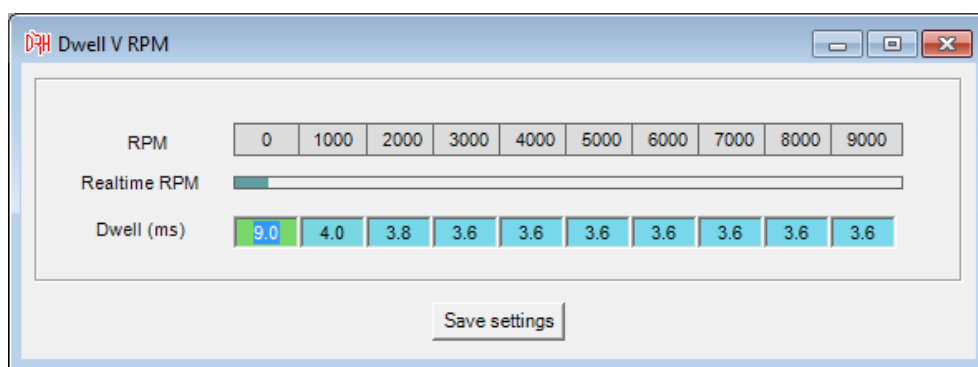 DRH Dwell V RPM
RPM 0 1000 2000 3000 4000 5000 6000 7000 8000 9000
Realtime RPM
Dwell (ms) 9.0 4.0 3.8 3.6 3.6 3.6 3.6 3.6 3.6 3.6
Save settings